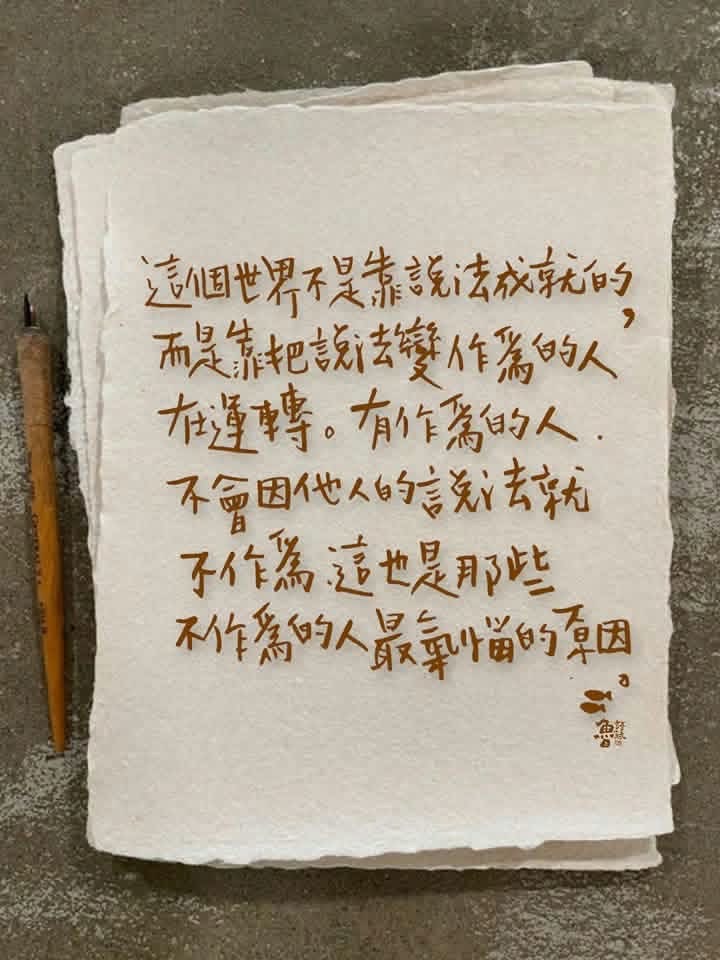 這個世界不是靠說法成就的，
而是靠把說法變作為的人
在運轉。有作為的人.
不會因他人的說法就
不作為.這也是那些
不作為的人最氣惱的原因。
魯